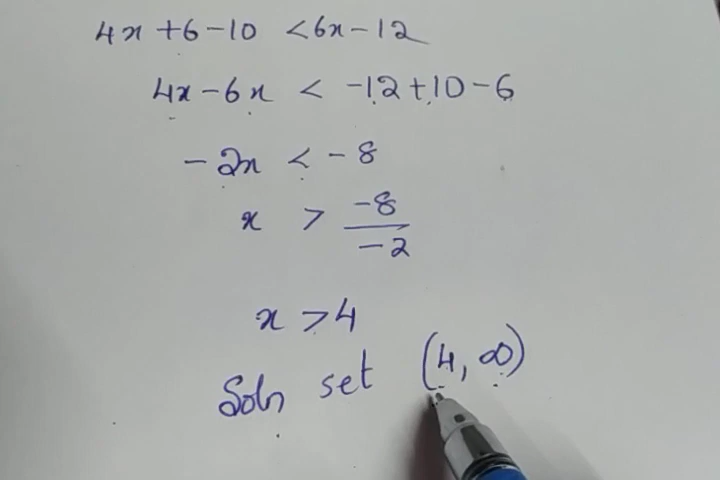 4x + 6 - 10 < 6x - 12
4x - 6x < -12 + 10 - 6
-2x < -8
x > -8/-2
x > 4
Soln set (4, ∞)